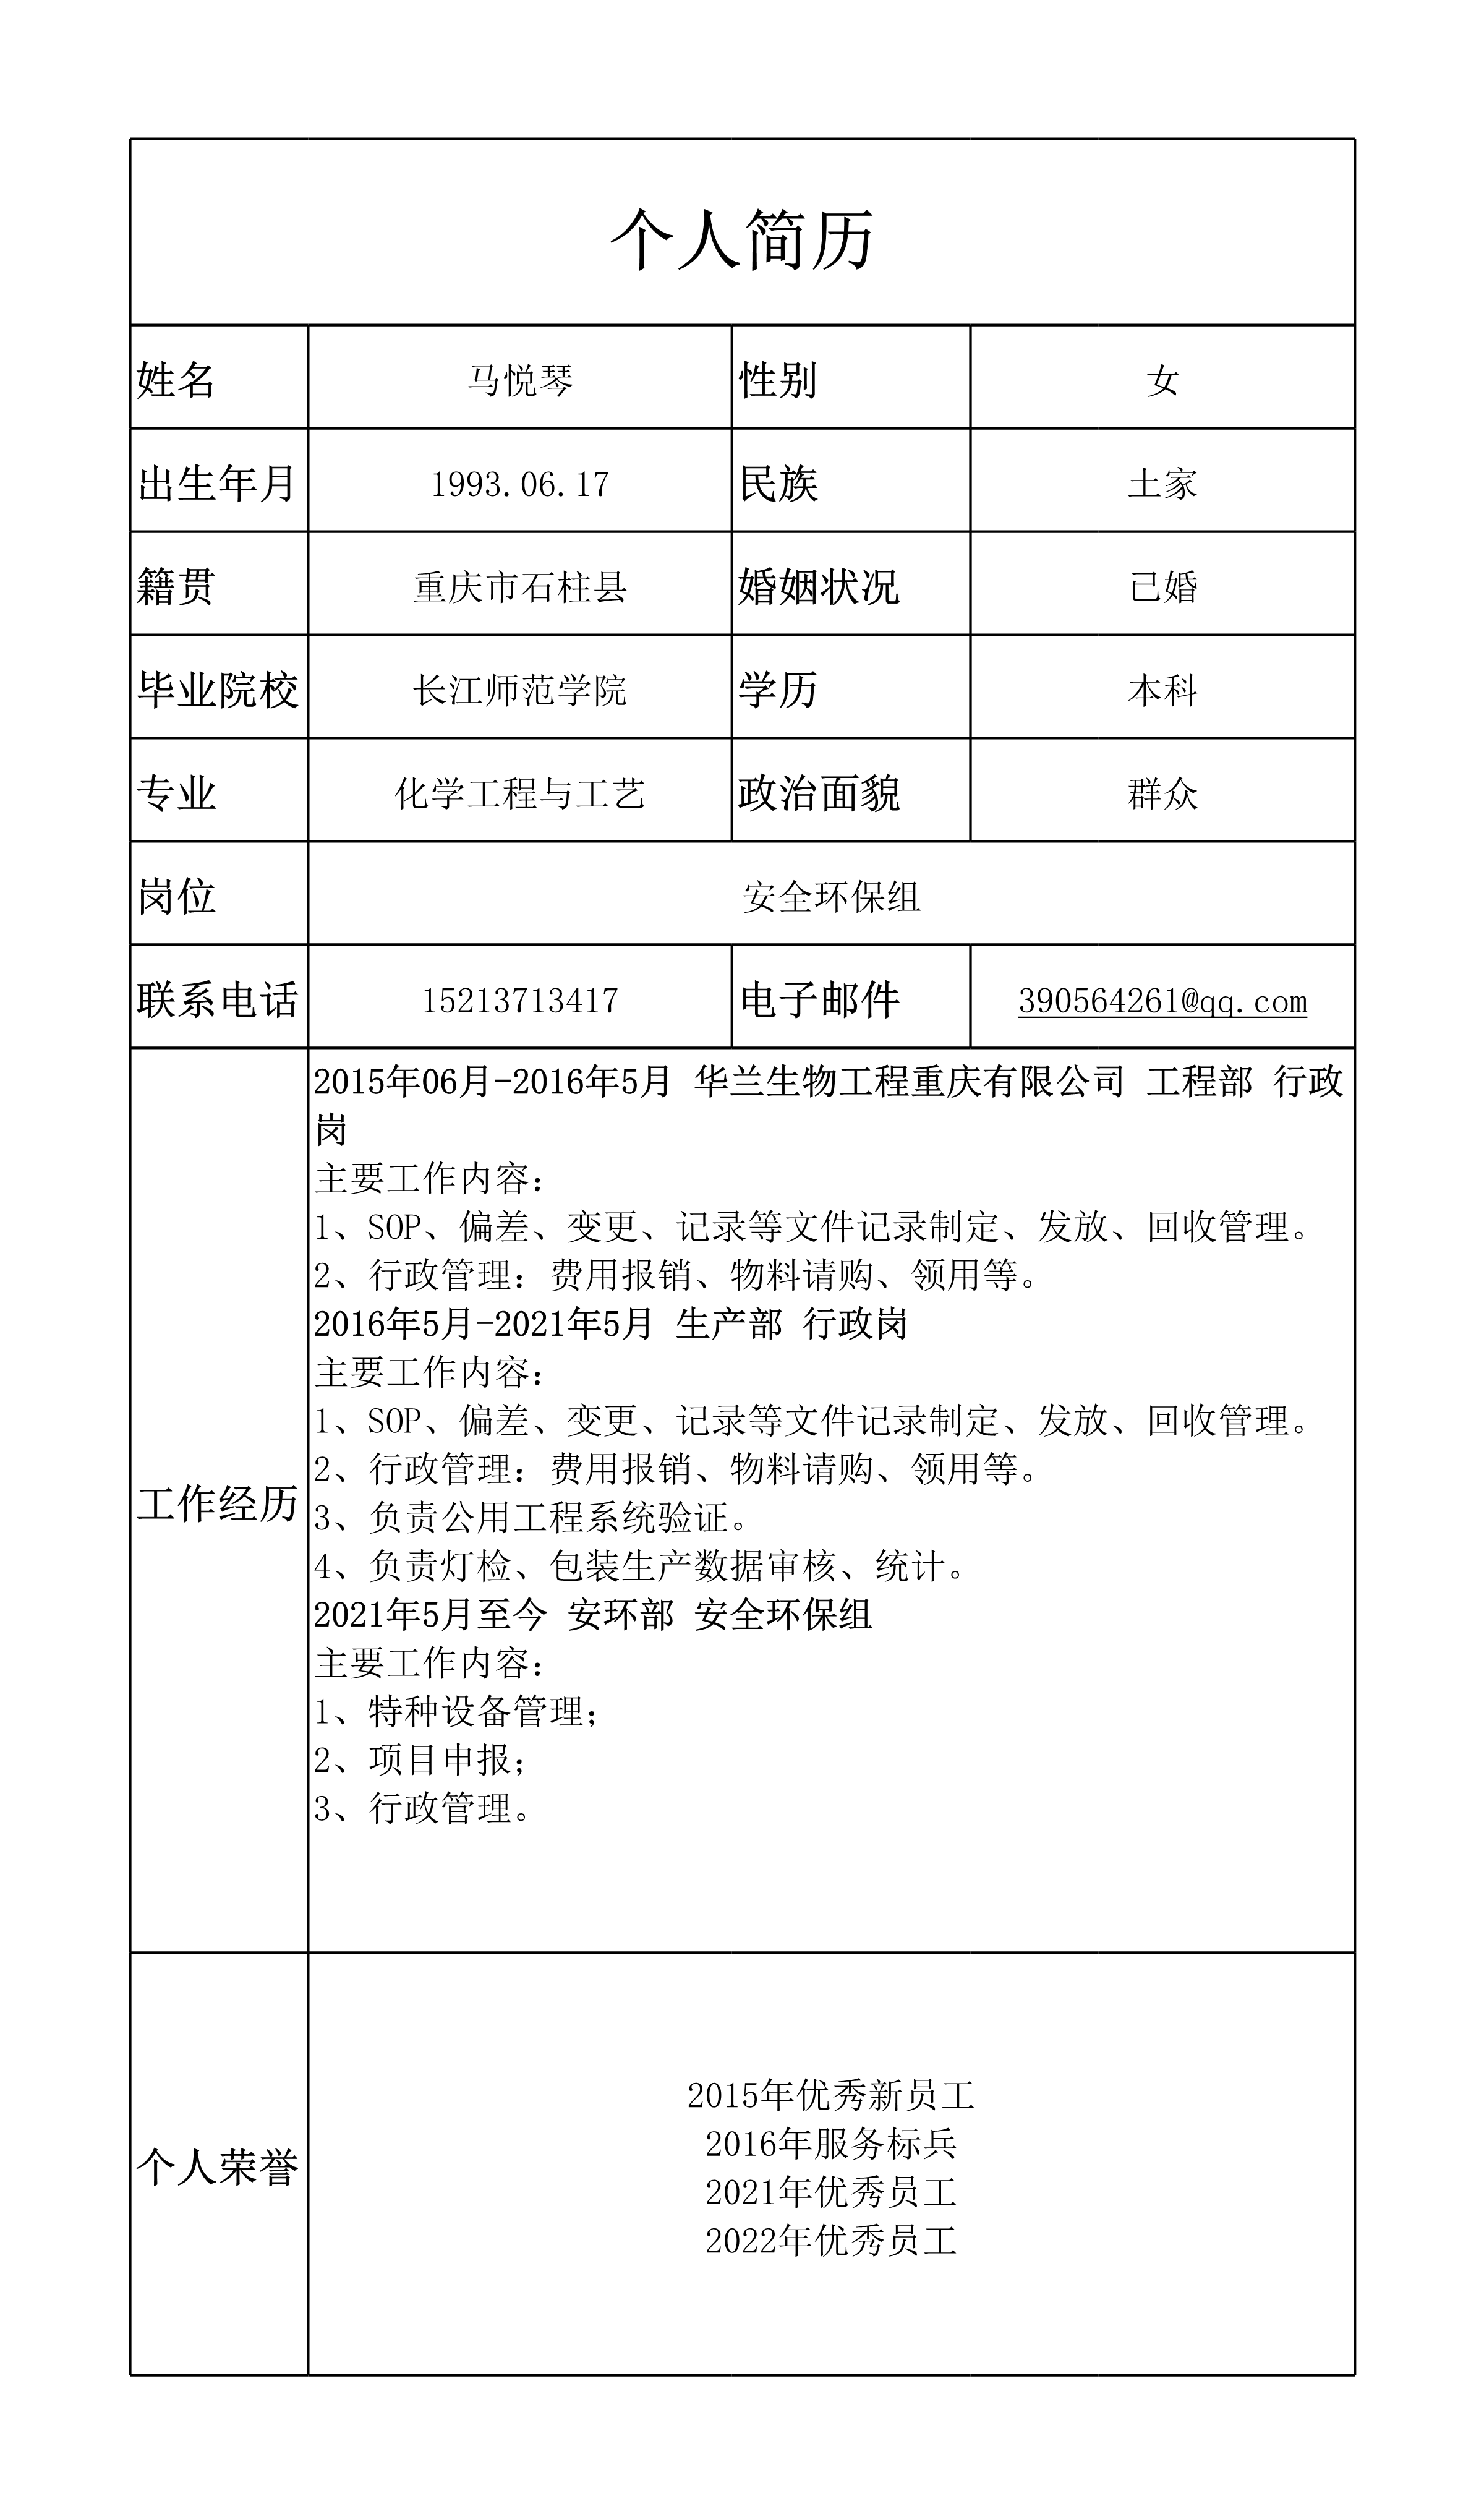 个人简历
姓名 马悦琴 性别 女
出生年月 1993.06.17 民族 土家
籍贯 重庆市石柱县 婚姻状况 已婚
毕业院校 长江师范学院 学历 本科
专业 化学工程与工艺 政治面貌 群众
岗位 安全环保组
联系电话 15213713417 电子邮件 390564261@qq.com
工作经历
2015年06月-2016年5月 华兰生物工程重庆有限公司 工程部 行政
岗
主要工作内容：
1、SOP、偏差、变更、记录等文件记录制定、发放、回收管理。
2、行政管理：费用报销、物料请购、领用等。
2016年5月-2021年5月 生产部 行政岗
主要工作内容：
1、SOP、偏差、变更、记录等文件记录制定、发放、回收管理。
2、行政管理：费用报销、物料请购、领用等。
3、负责公用工程系统验证。
4、负责灯检、包装生产数据审核、统计。
2021年5月至今 安环部 安全环保组
主要工作内容：
1、特种设备管理；
2、项目申报；
3、行政管理。
个人荣誉
2015年优秀新员工
2016年服务标兵
2021年优秀员工
2022年优秀员工